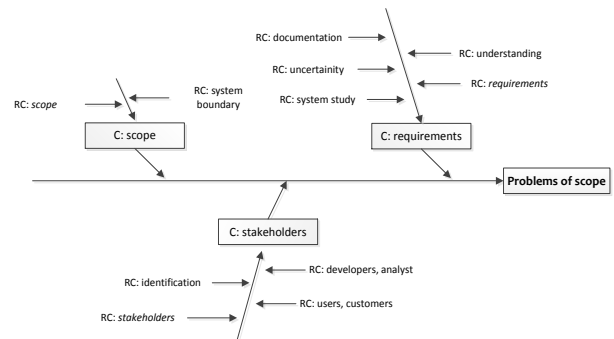 RC: documentation
RC: understanding
RC: uncertainity
RC: requirements
RC: system study
RC: scope
RC: system
boundary
C: scope
C: requirements
Problems of scope
C: stakeholders
RC: developers, analyst
RC: identification
RC: users, customers
RC: stakeholders